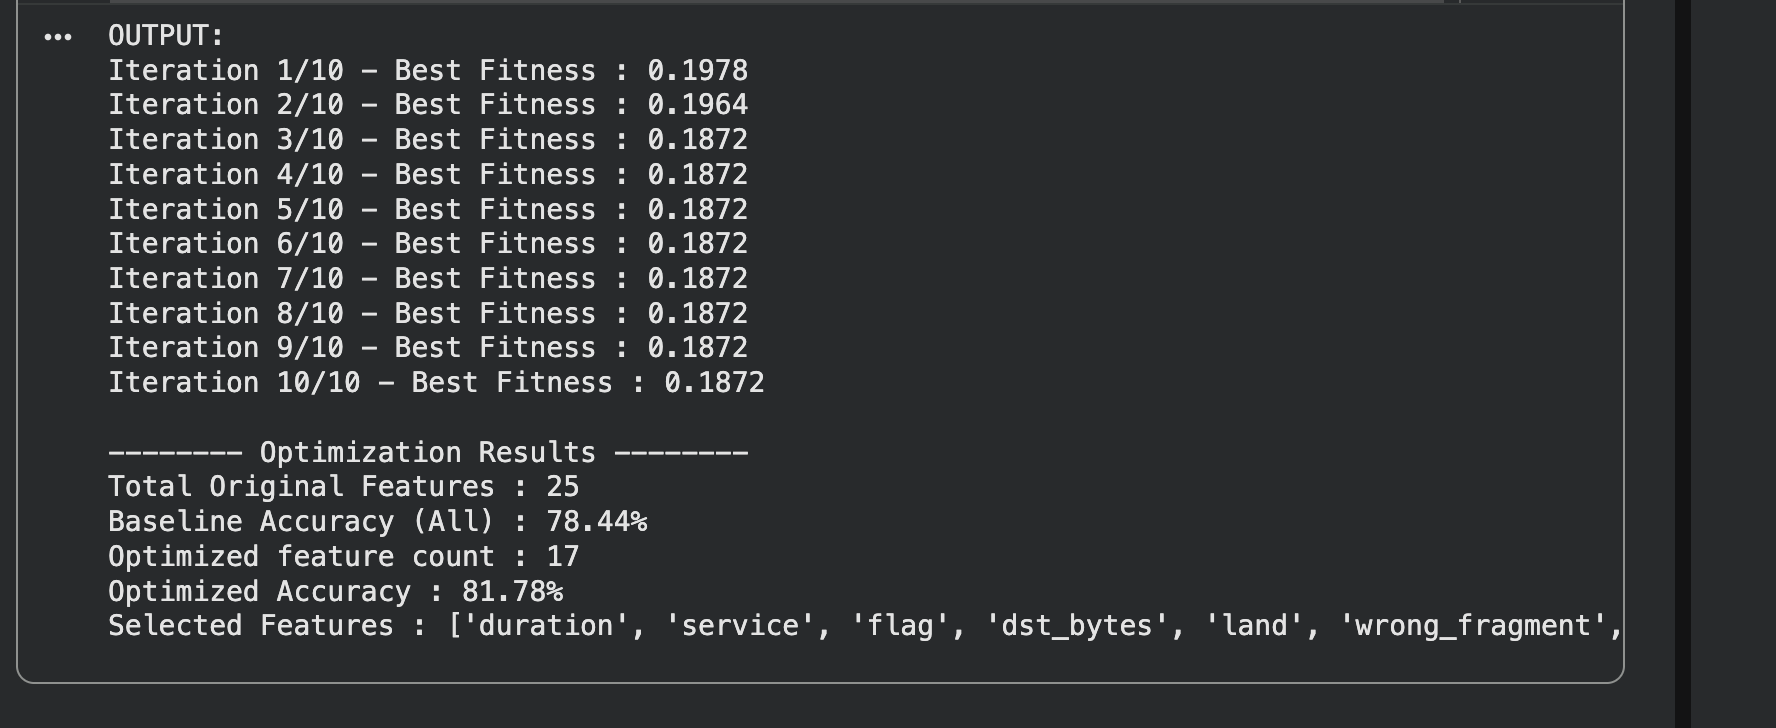 OUTPUT:
Iteration 1/10 – Best Fitness : 0.1978
Iteration 2/10 – Best Fitness : 0.1964
Iteration 3/10 – Best Fitness : 0.1872
Iteration 4/10 – Best Fitness : 0.1872
Iteration 5/10 – Best Fitness : 0.1872
Iteration 6/10 – Best Fitness : 0.1872
Iteration 7/10 – Best Fitness : 0.1872
Iteration 8/10 – Best Fitness : 0.1872
Iteration 9/10 – Best Fitness : 0.1872
Iteration 10/10 – Best Fitness : 0.1872
-------- Optimization Results --------
Total Original Features : 25
Baseline Accuracy (All) : 78.44%
Optimized feature count : 17
Optimized Accuracy : 81.78%
Selected Features : ['duration', 'service', 'flag', 'dst_bytes', 'land', 'wrong_fragment',